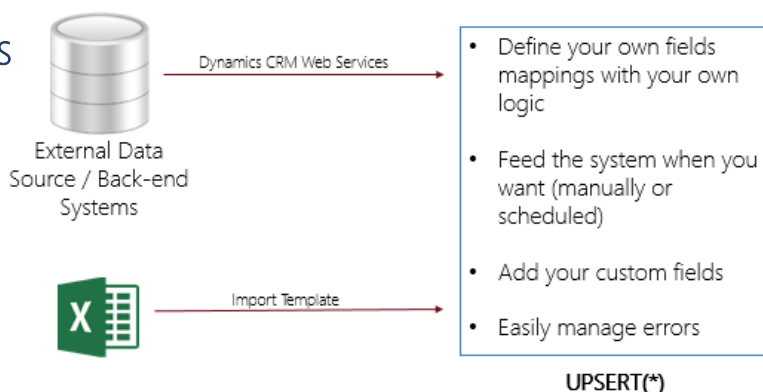 S
Dynamics CRM Web Services
External Data
Source / Back-end
Systems
X
Import Template
• Define your own fields
mappings with your own
logic
• Feed the system when you
want (manually or
scheduled)
• Add your custom fields
• Easily manage errors
UPSERT(*)